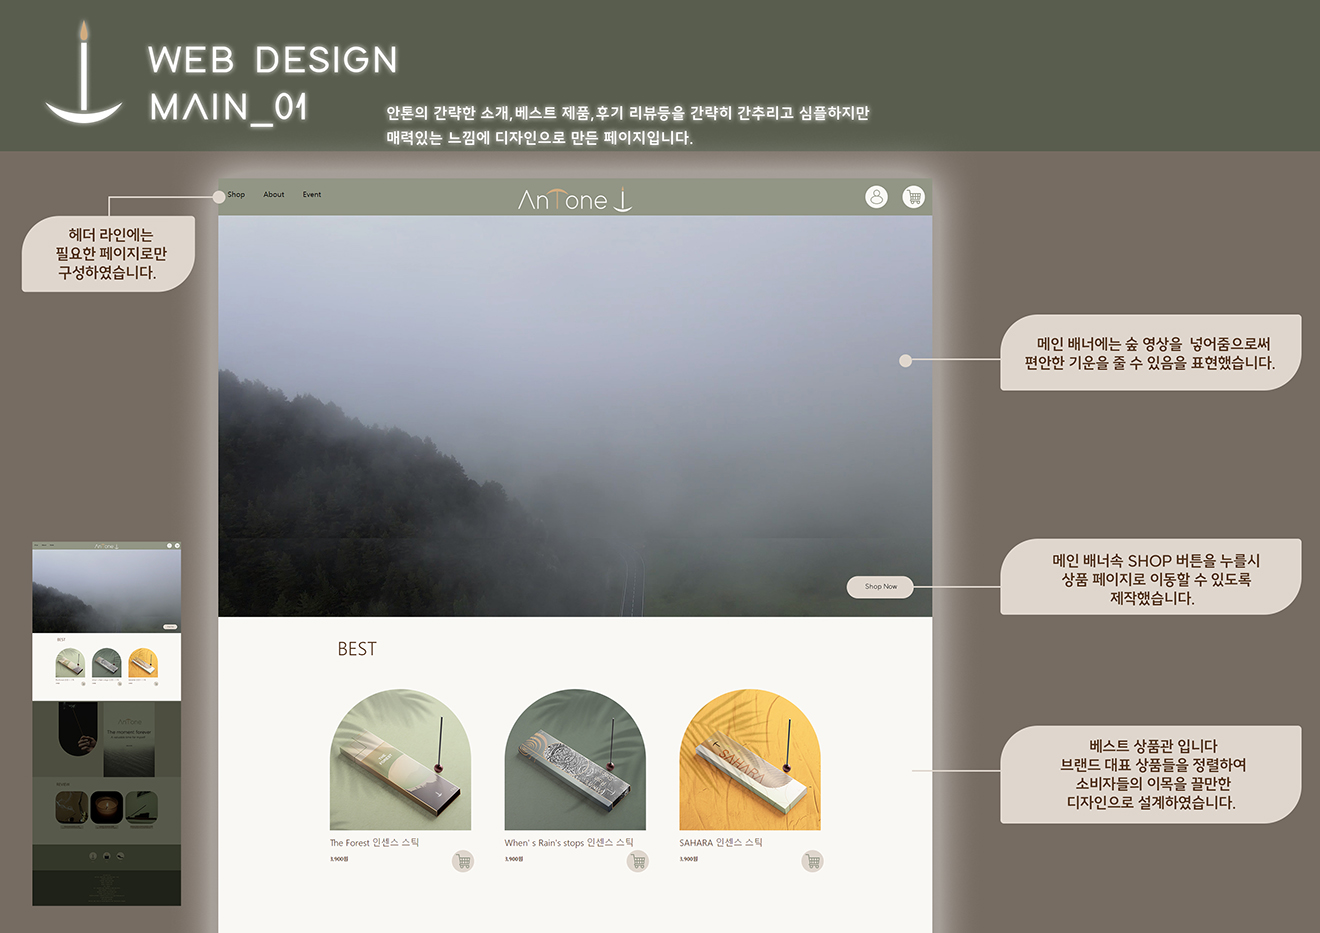 WEB DESIGN
MAIN_01
안톤의 간략한 소개,베스트 제품,후기 리뷰등을 간략히 간추리고 심플하지만
매력있는 느낌에 디자인으로 만든 페이지입니다.
Shop About Event
AnTone
헤더 라인에는
필요한 페이지로만
구성하였습니다.
메인 배너에는 숲 영상을 넣어줌으로써
편안한 기운을 줄 수 있음을 표현했습니다.
Shop Now
메인 배너속 SHOP 버튼을 누를시
상품 페이지로 이동할 수 있도록
제작했습니다.
BEST
SAHARA
베스트 상품관 입니다
브랜드 대표 상품들을 정렬하여
소비자들의 이목을 끌만한
디자인으로 설계하였습니다.
The Forest 인센스 스틱
3,900원
When' s Rain's stops 인센스 스틱
3,900원
SAHARA 인센스 스틱
3,900원
AnTone
BEST
AnTone
The moment forever
REVIEW